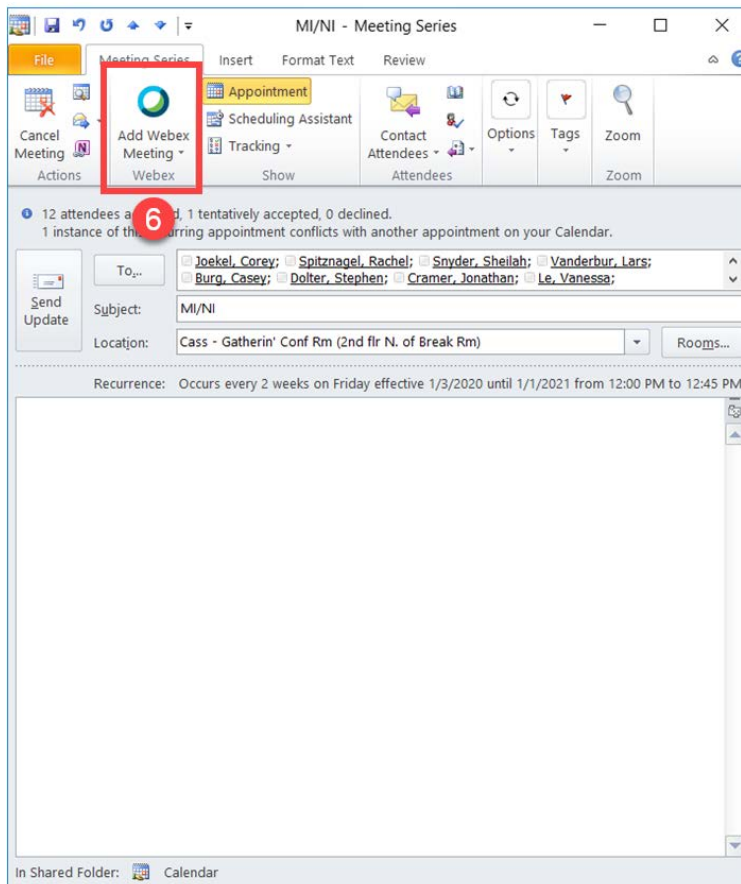 MI/NI - Meeting Series
File Meeting Series Insert Format Text Review
Cancel Meeting
Add Webex Meeting
Appointment
Scheduling Assistant
Tracking
Contact Attendees
Options
Tags
Zoom
Actions Webex Show Attendees Zoom
6
12 attendees a d, 1 tentatively accepted, 0 declined.
1 instance of th urring appointment conflicts with another appointment on your Calendar.
Send Update
To...
Joekel, Corey; Spitznagel, Rachel; Snyder, Sheilah; Vanderbur, Lars;
Burg, Casey; Dolter, Stephen; Cramer, Jonathan; Le, Vanessa;
Subject: MI/NI
Location: Cass - Gatherin' Conf Rm (2nd flr N. of Break Rm) Rooms...
Recurrence: Occurs every 2 weeks on Friday effective 1/3/2020 until 1/1/2021 from 12:00 PM to 12:45 PM
In Shared Folder: Calendar